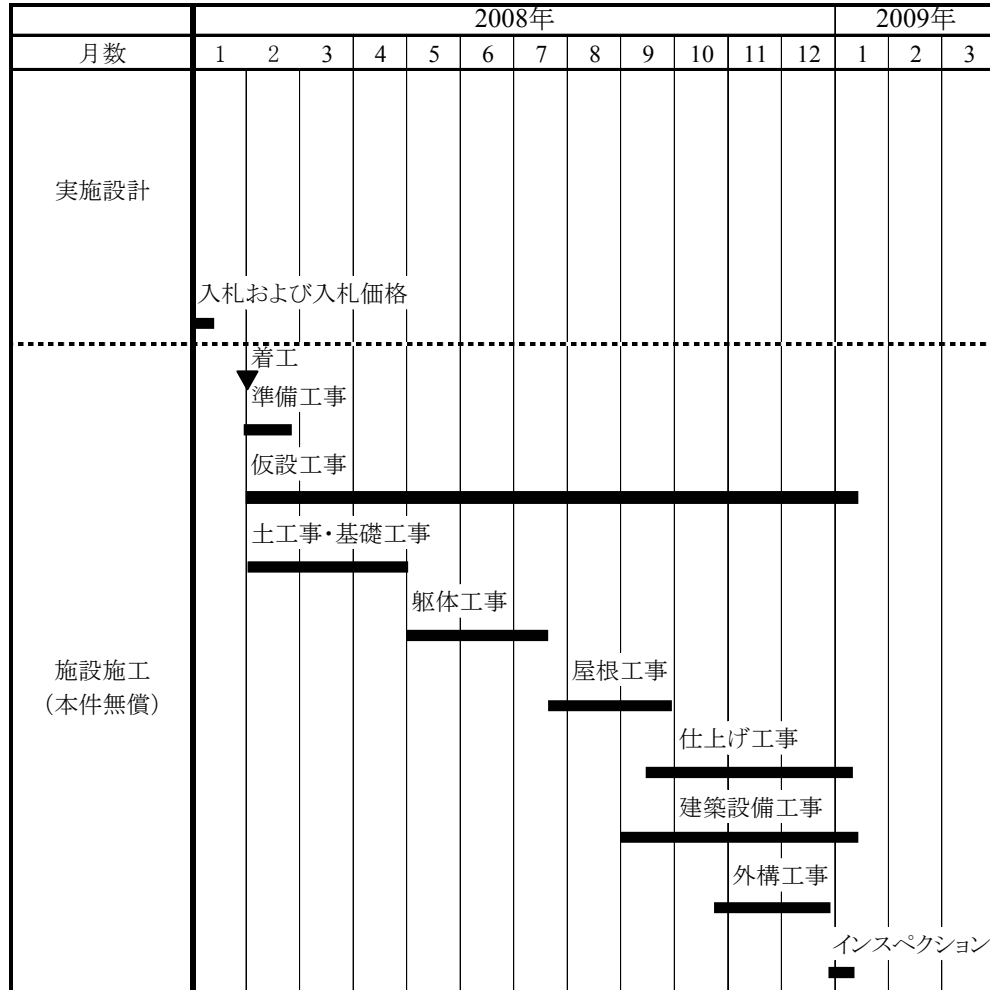 2008年 2009年
月数 1 2 3 4 5 6 7 8 9 10 11 12 1 2 3
実施設計
入札および入札価格
着工
準備工事
仮設工事
土工事・基礎工事
躯体工事
施設施工
（本件無償）
屋根工事
仕上げ工事
建築設備工事
外構工事
インスペクション